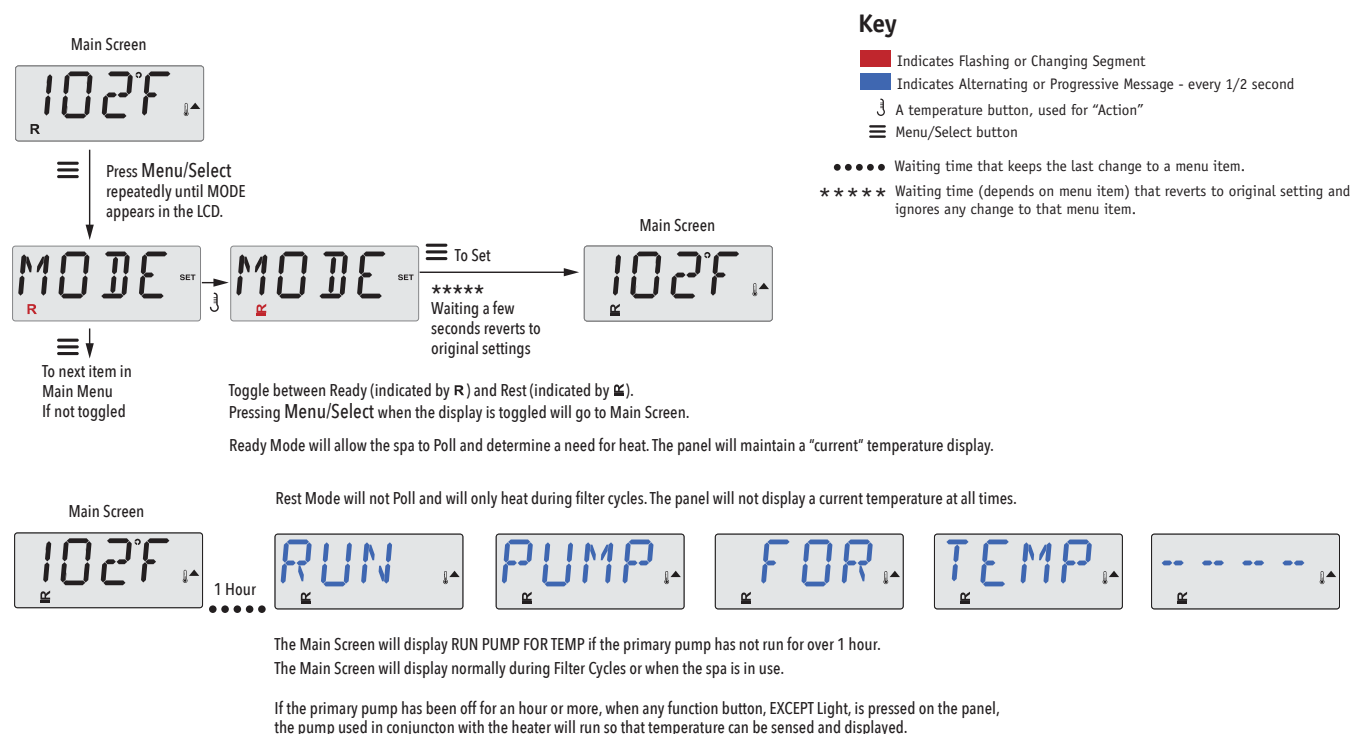 Key
Indicates Flashing or Changing Segment
Indicates Alternating or Progressive Message - every 1/2 second
A temperature button, used for “Action”
Menu/Select button
Waiting time that keeps the last change to a menu item.
***** Waiting time (depends on menu item) that reverts to original setting and
ignores any change to that menu item.
Main Screen
102°F
R
Press Menu/Select
repeatedly until MODE
appears in the LCD.
MODE SET
R
MODE SET
R
To Set
*****
Waiting a few
seconds reverts to
original settings
Main Screen
102°F
R
To next item in
Main Menu
If not toggled
Toggle between Ready (indicated by R ) and Rest (indicated by R).
Pressing Menu/Select when the display is toggled will go to Main Screen.
Ready Mode will allow the spa to Poll and determine a need for heat. The panel will maintain a “current” temperature display.
Rest Mode will not Poll and will only heat during filter cycles. The panel will not display a current temperature at all times.
Main Screen
102°F
R
1 Hour
RUN
R
PUMP
R
FOR
R
TEMP
R
-- -- -- --
R
The Main Screen will display RUN PUMP FOR TEMP if the primary pump has not run for over 1 hour.
The Main Screen will display normally during Filter Cycles or when the spa is in use.
If the primary pump has been off for an hour or more, when any function button, EXCEPT Light, is pressed on the panel,
the pump used in conjuncton with the heater will run so that temperature can be sensed and displayed.